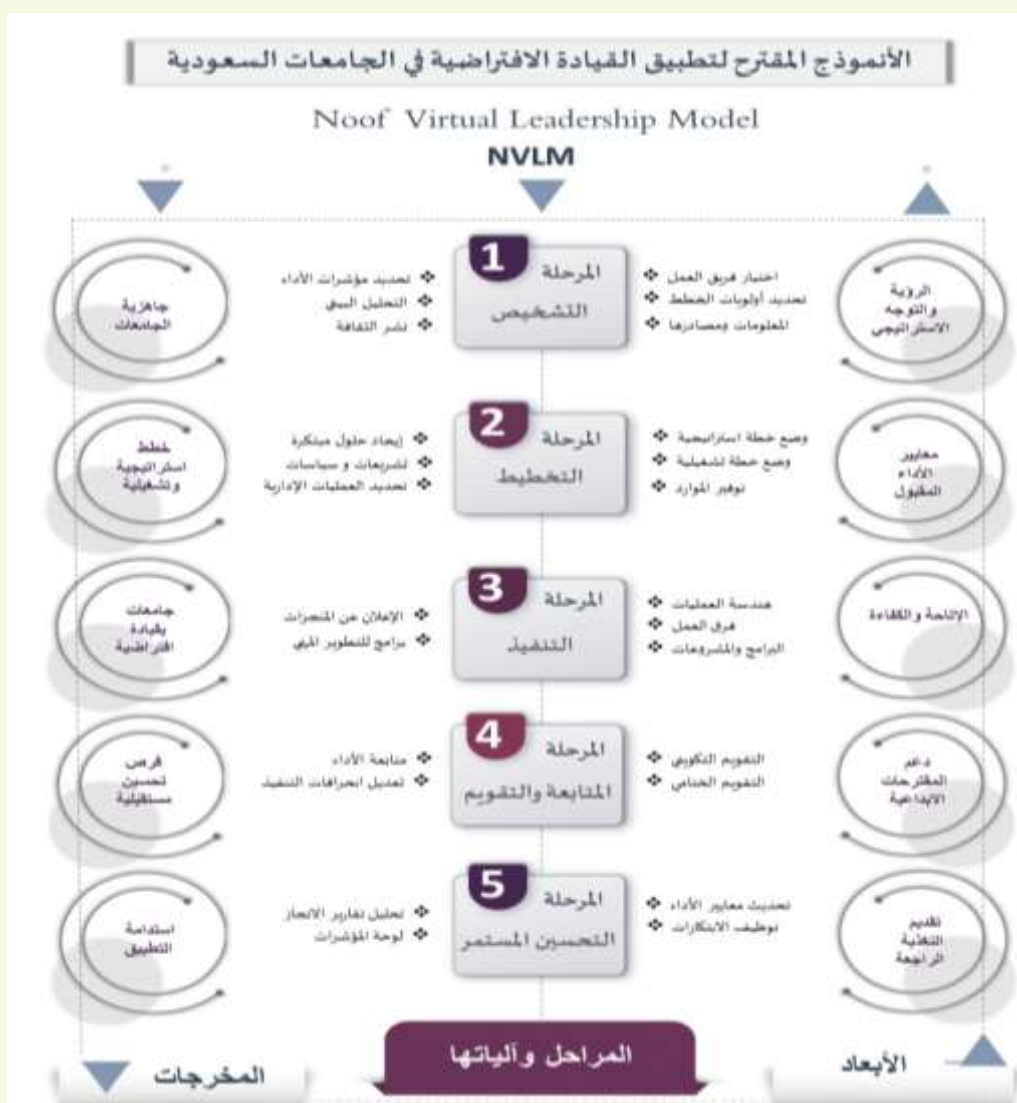 الأنموذج المقترح لتطبيق القيادة الافتراضية في الجامعات السعودية
Noof Virtual Leadership Model
NVLM
الرؤية
والتوجه
الاستراتيجي
❖ اختيار فريق العمل
❖ تحديد أولويات الخطط
❖ المعلومات ومصادرها
1
المرحلة
التشخيص
❖ تحديد مؤشرات الأداء
❖ التحليل البيئي
❖ نشر الثقافة
جاهزية
الجامعات
معايير
الأداء
المقبول
❖ وضع خطة استراتيجية
❖ وضع خطة تشغيلية
❖ توفير الموارد
2
المرحلة
التخطيط
❖ إيجاد حلول مبتكرة
❖ تشريعات و سياسات
❖ تحديد العمليات الإدارية
خطط
استراتيجية
وتشغيلية
الإتاحة والكفاءة
❖ هندسة العمليات
❖ فرق العمل
❖ البرامج والمشروعات
3
المرحلة
التنفيذ
❖ الإعلان عن المنجزات
❖ برامج للتطوير المهني
جامعات
بقيادة
افتراضية
دعم
المقترحات
الابداعية
❖ التقويم التكويني
❖ التقويم الختامي
4
المرحلة
المتابعة والتقويم
❖ متابعة الأداء
❖ تعديل انحرافات التنفيذ
فرص
تحسين
مستقبلية
تقديم
التغذية
الراجعة
❖ تحديث معايير الأداء
❖ توظيف الابتكارات
5
المرحلة
التحسين المستمر
❖ تحليل تقارير الانجاز
❖ لوحة المؤشرات
استدامة
التطبيق
الأبعاد
المراحل وآلياتها
المخرجات